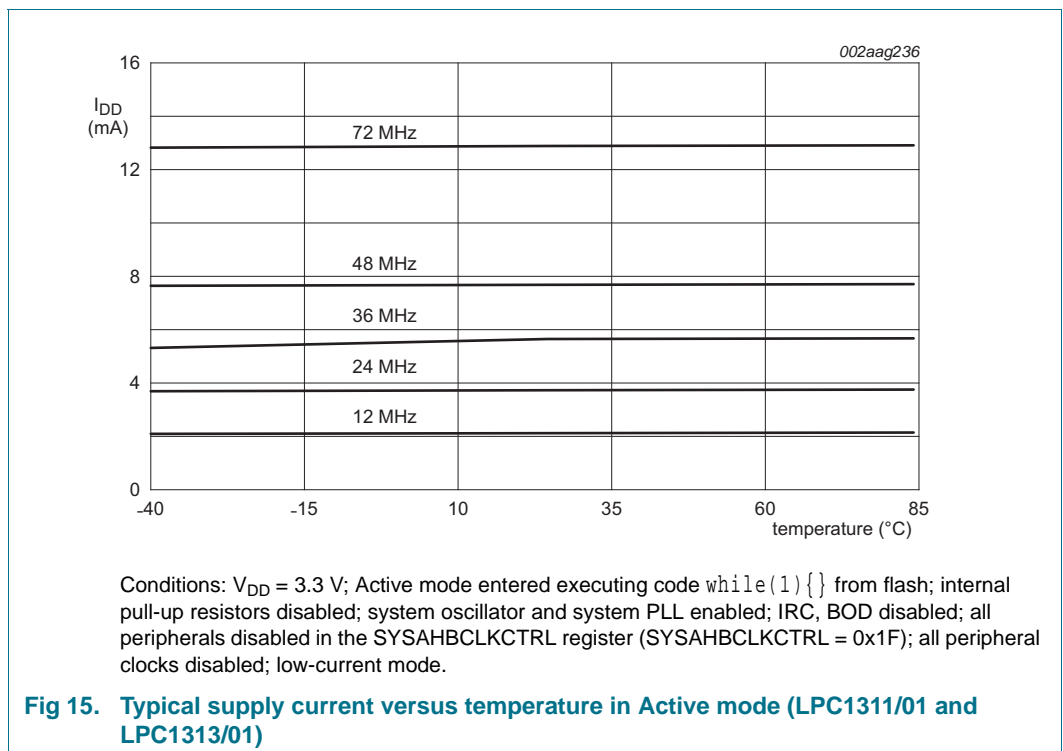 002aag236
16
I_DD
(mA)
72 MHz
12
48 MHz
8
36 MHz
24 MHz
4
12 MHz
0
-40 -15 10 35 60 85
temperature (°C)
Conditions: V_DD = 3.3 V; Active mode entered executing code while(1){} from flash; internal
pull-up resistors disabled; system oscillator and system PLL enabled; IRC, BOD disabled; all
peripherals disabled in the SYSAHBCLKCTRL register (SYSAHBCLKCTRL = 0x1F); all peripheral
clocks disabled; low-current mode.
Fig 15. Typical supply current versus temperature in Active mode (LPC1311/01 and
LPC1313/01)